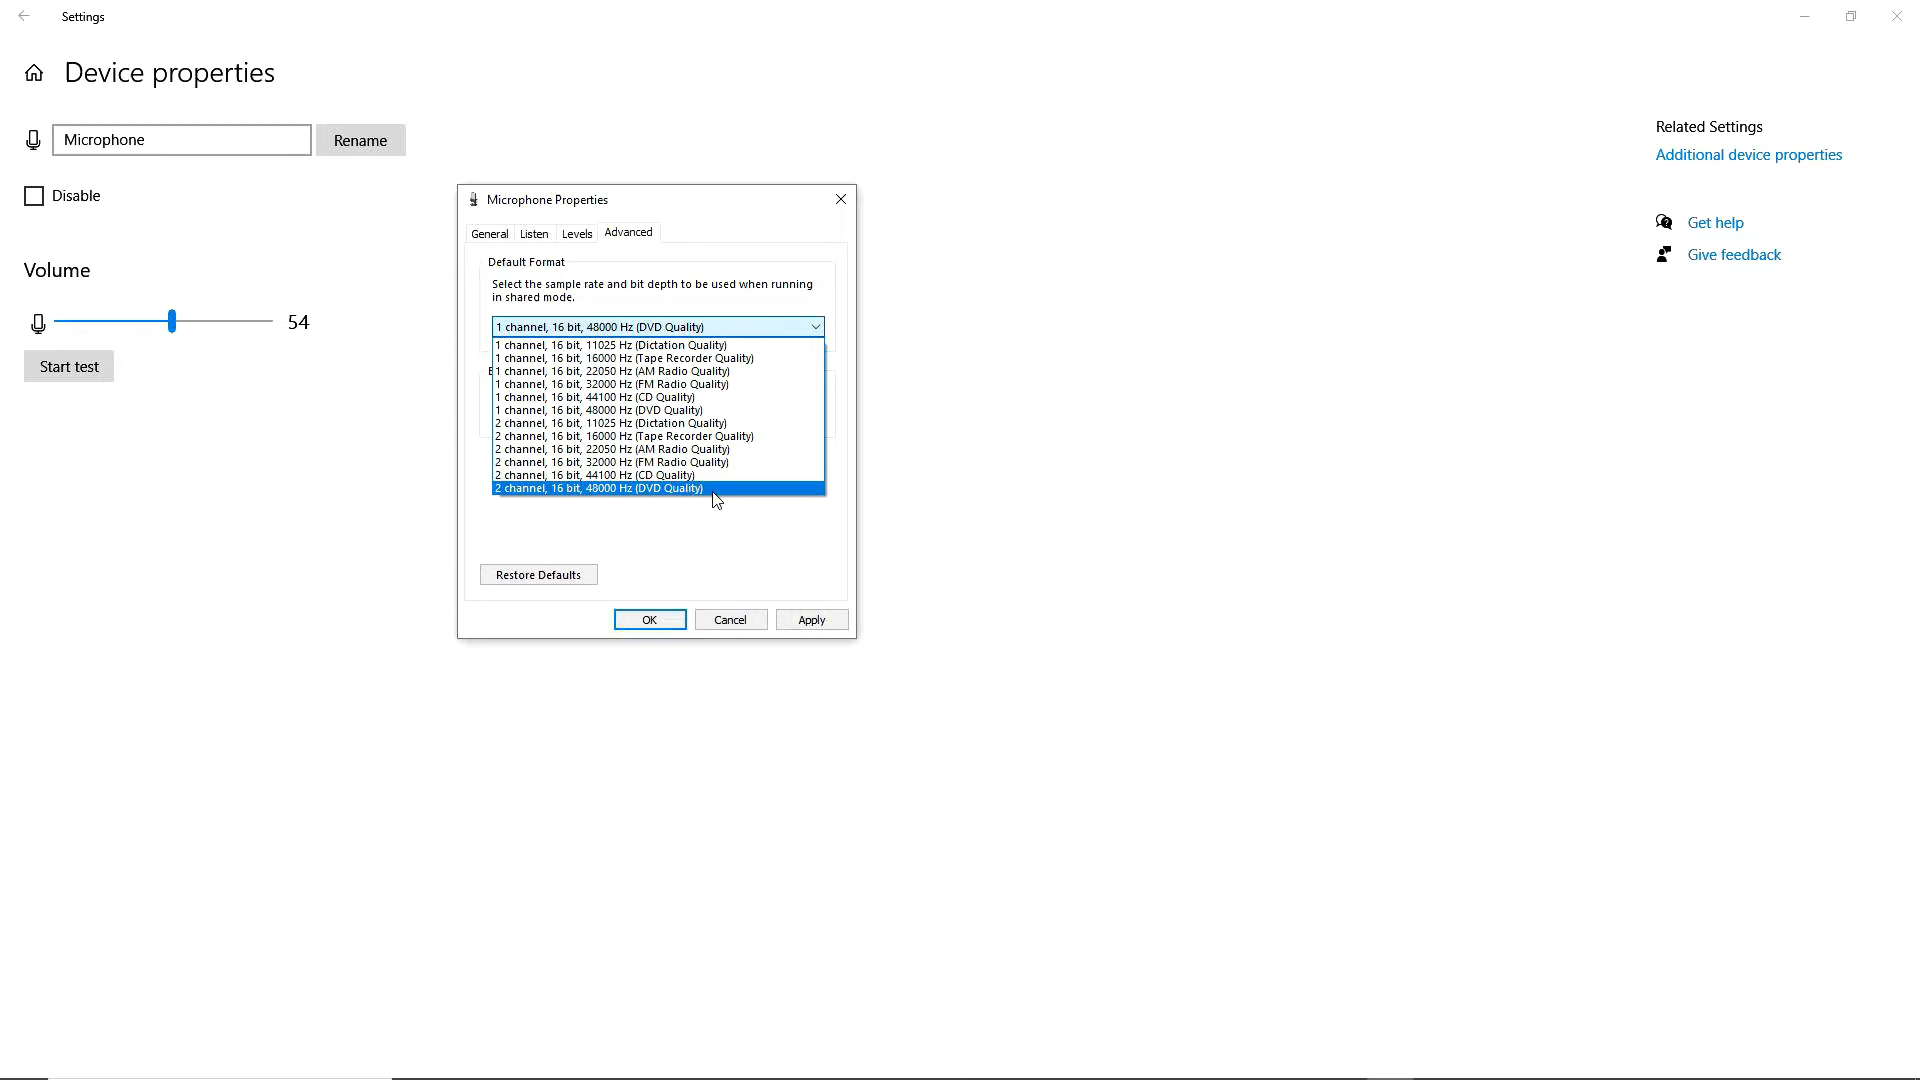 Settings
Device properties
Microphone
Rename
Disable
Volume
54
Start test
Related Settings
Additional device properties
Get help
Give feedback
Microphone Properties
General
Listen
Levels
Advanced
Default Format
Select the sample rate and bit depth to be used when running
in shared mode.
1 channel, 16 bit, 48000 Hz (DVD Quality)
1 channel, 16 bit, 11025 Hz (Dictation Quality)
1 channel, 16 bit, 16000 Hz (Tape Recorder Quality)
1 channel, 16 bit, 22050 Hz (AM Radio Quality)
1 channel, 16 bit, 32000 Hz (FM Radio Quality)
1 channel, 16 bit, 44100 Hz (CD Quality)
1 channel, 16 bit, 48000 Hz (DVD Quality)
2 channel, 16 bit, 11025 Hz (Dictation Quality)
2 channel, 16 bit, 16000 Hz (Tape Recorder Quality)
2 channel, 16 bit, 22050 Hz (AM Radio Quality)
2 channel, 16 bit, 32000 Hz (FM Radio Quality)
2 channel, 16 bit, 44100 Hz (CD Quality)
2 channel, 16 bit, 48000 Hz (DVD Quality)
Restore Defaults
OK
Cancel
Apply